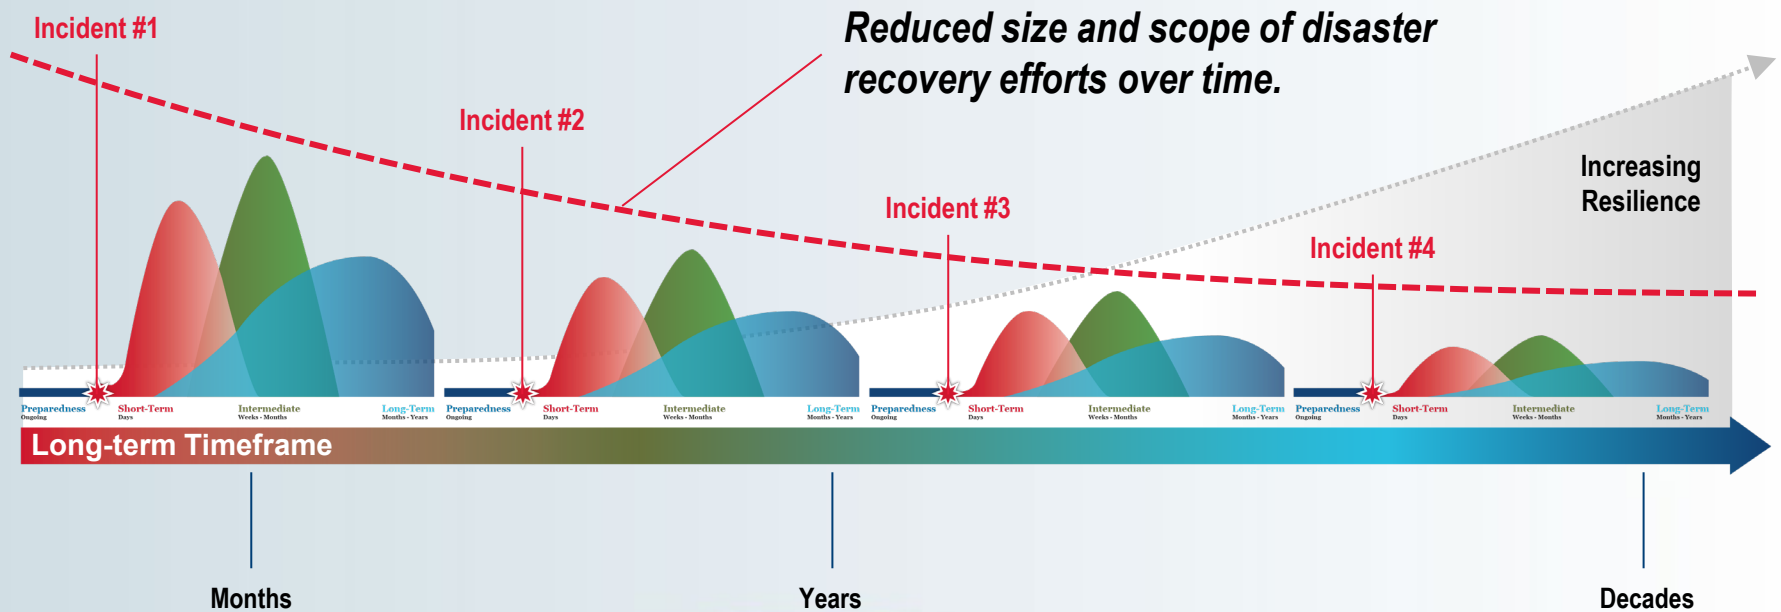 Incident #1
Reduced size and scope of disaster
recovery efforts over time.
Incident #2
Increasing
Resilience
Incident #3
Incident #4
Preparedness
Ongoing
Short-Term
Days
Intermediate
Weeks - Months
Long-Term
Months - Years
Preparedness
Ongoing
Short-Term
Days
Intermediate
Weeks - Months
Long-Term
Months - Years
Preparedness
Ongoing
Short-Term
Days
Intermediate
Weeks - Months
Long-Term
Months - Years
Preparedness
Ongoing
Short-Term
Days
Intermediate
Weeks - Months
Long-Term
Months - Years
Long-term Timeframe
Months
Years
Decades